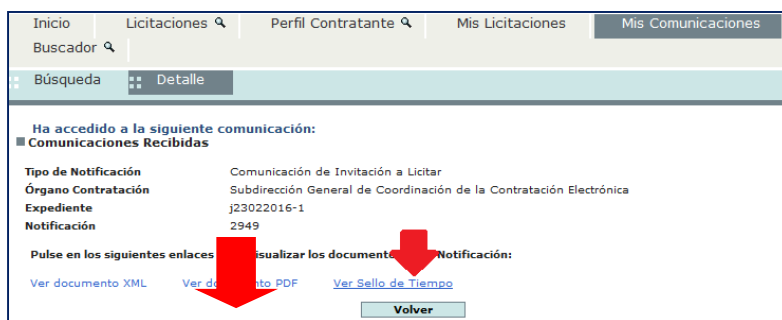 Inicio Licitaciones Perfil Contratante Mis Licitaciones Mis Comunicaciones
Buscador
Búsqueda Detalle
Ha accedido a la siguiente comunicación:
Comunicaciones Recibidas
Tipo de Notificación Comunicación de Invitación a Licitar
Órgano Contratación Subdirección General de Coordinación de la Contratación Electrónica
Expediente j23022016-1
Notificación 2949
Pulse en los siguientes enlaces visualizar los documento Notificación:
Ver documento XML Ver documento PDF Ver Sello de Tiempo
Volver